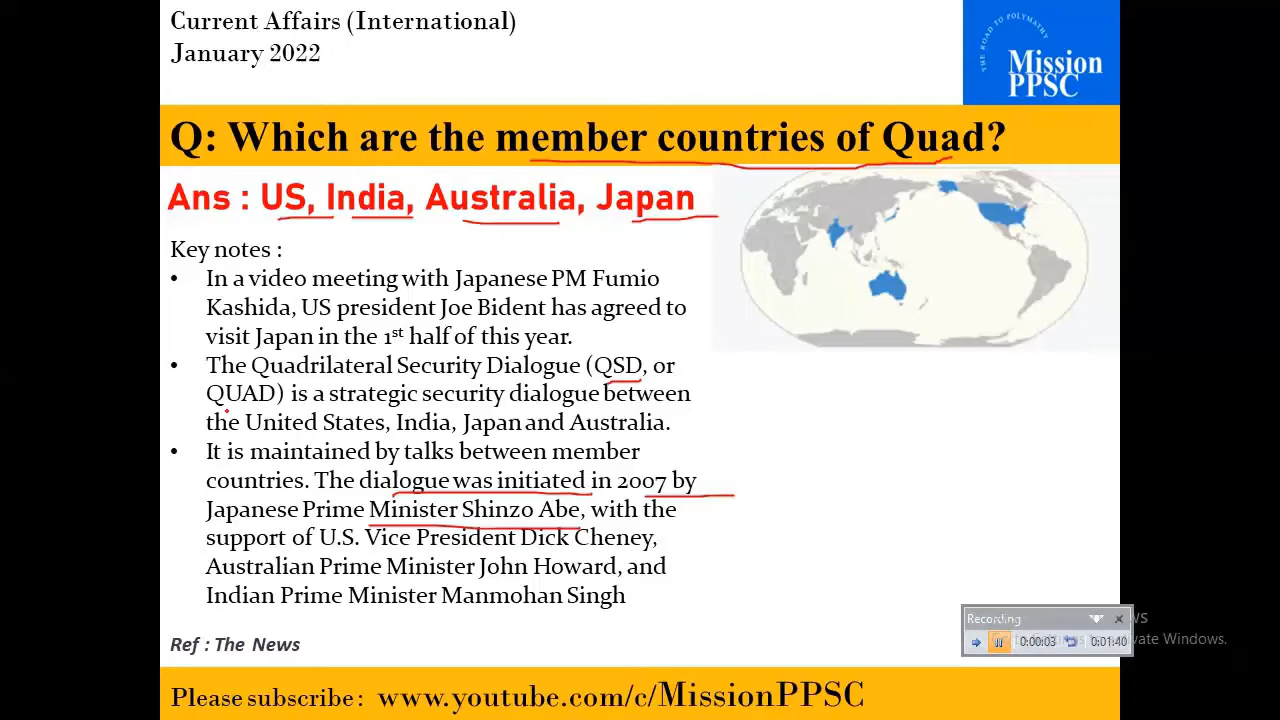 Current Affairs (International)
January 2022
THE ROAD TO POLYMATHY
Mission
PPSC
Q: Which are the member countries of Quad?
Ans : US, India, Australia, Japan
Key notes :
• In a video meeting with Japanese PM Fumio
Kashida, US president Joe Bident has agreed to
visit Japan in the 1st half of this year.
• The Quadrilateral Security Dialogue (QSD, or
QUAD) is a strategic security dialogue between
the United States, India, Japan and Australia.
• It is maintained by talks between member
countries. The dialogue was initiated in 2007 by
Japanese Prime Minister Shinzo Abe, with the
support of U.S. Vice President Dick Cheney,
Australian Prime Minister John Howard, and
Indian Prime Minister Manmohan Singh
Recording
0:00:03 0:01:40
Windows.
Ref : The News
Please subscribe : www.youtube.com/c/MissionPPSC